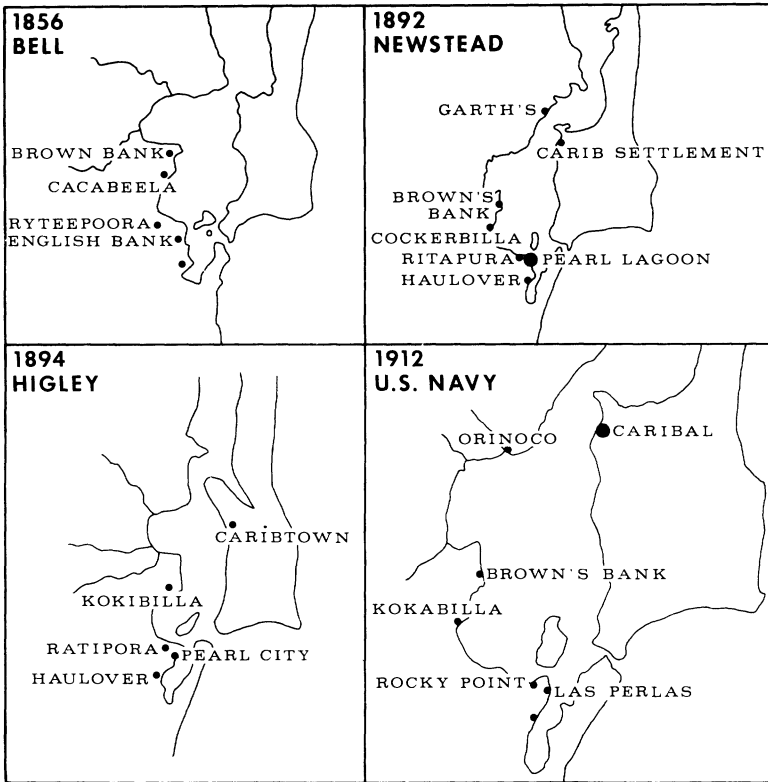 1856
BELL
BROWN BANK
CACABEELA
RYTEEPOORA
ENGLISH BANK
1892
NEWSTEAD
GARTH'S
CARIB SETTLEMENT
BROWN'S
BANK
COCKERBILLA
RITAPURA
PEARL LAGOON
HAULOVER
1894
HIGLEY
CARIBTOWN
KOKIBILLA
RATIPORA
PEARL CITY
HAULOVER
1912
U.S. NAVY
ORINOCO
CARIBAL
BROWN'S BANK
KOKABILLA
ROCKY POINT
LAS PERLAS